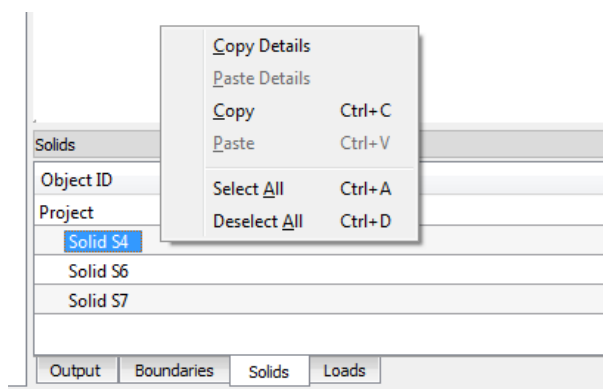 Copy Details
Paste Details
Copy Ctrl+C
Paste Ctrl+V
Select All Ctrl+A
Deselect All Ctrl+D
Solids
Object ID
Project
Solid S4
Solid S6
Solid S7
Output Boundaries Solids Loads